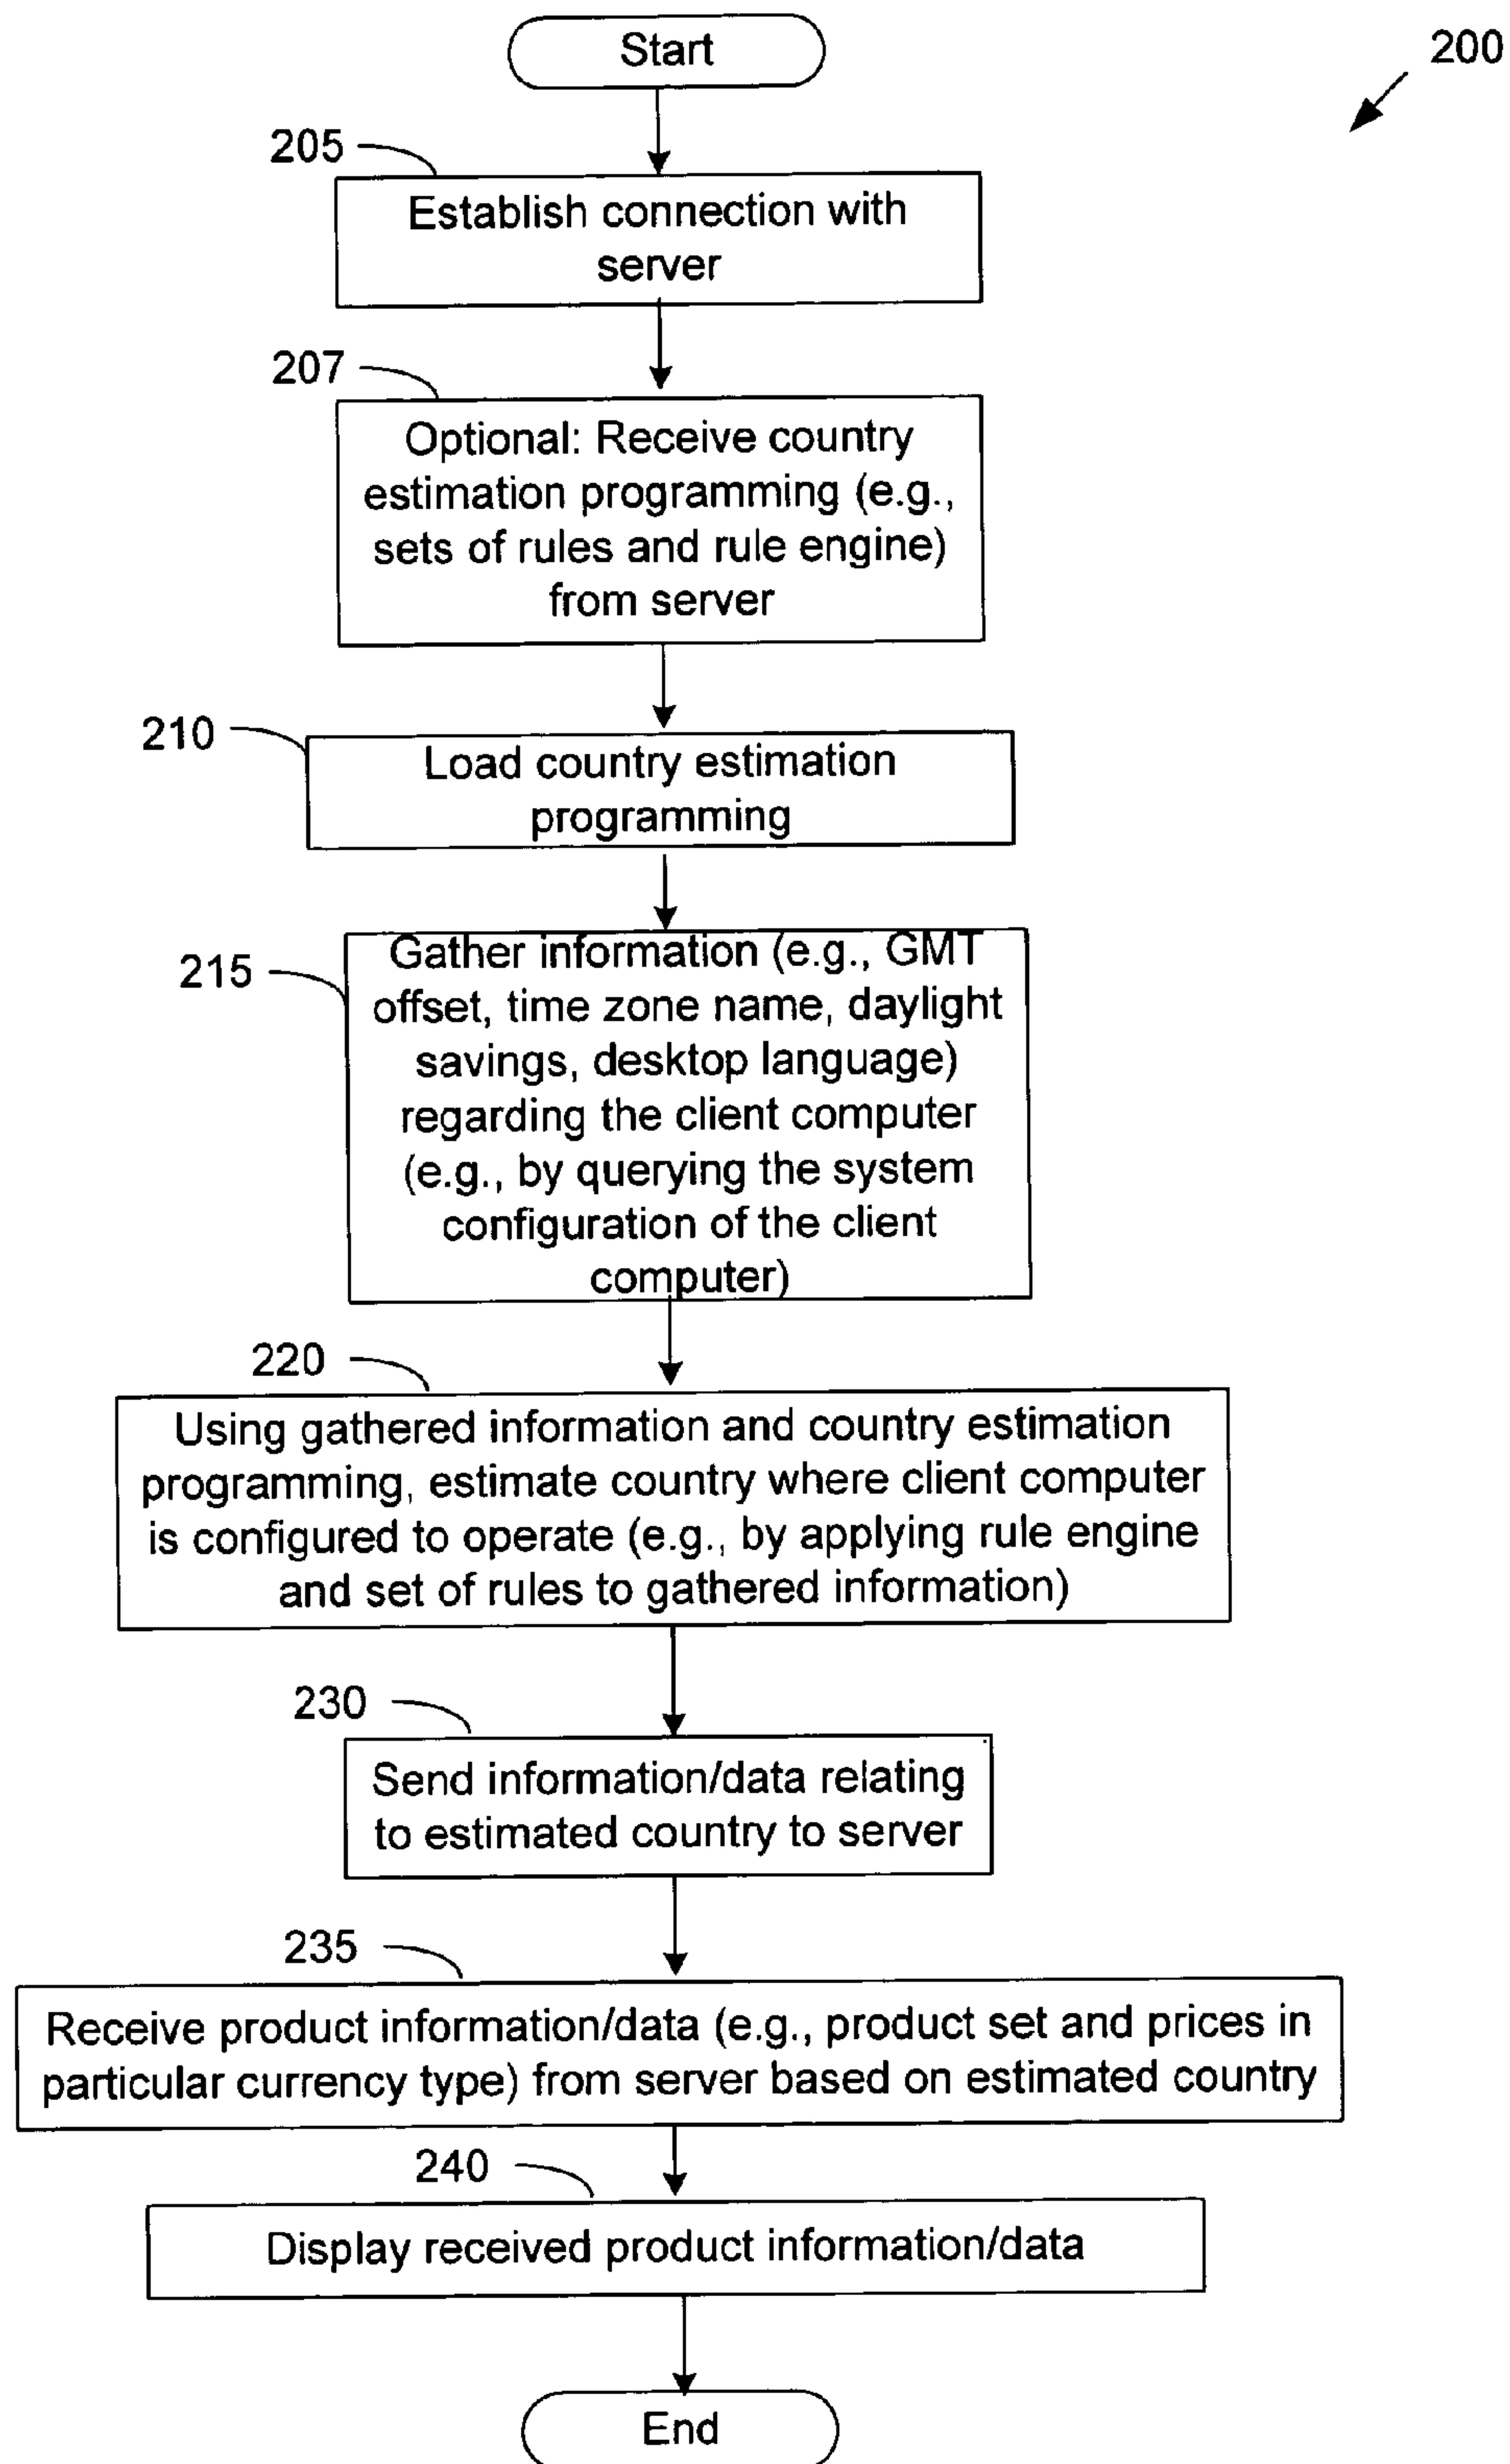 Start
200
205
Establish connection with
server
207
Optional: Receive country
estimation programming (e.g.,
sets of rules and rule engine)
from server
210
Load country estimation
programming
215
Gather information (e.g., GMT
offset, time zone name, daylight
savings, desktop language)
regarding the client computer
(e.g., by querying the system
configuration of the client
computer)
220
Using gathered information and country estimation
programming, estimate country where client computer
is configured to operate (e.g., by applying rule engine
and set of rules to gathered information)
230
Send information/data relating
to estimated country to server
235
Receive product information/data (e.g., product set and prices in
particular currency type) from server based on estimated country
240
Display received product information/data
End